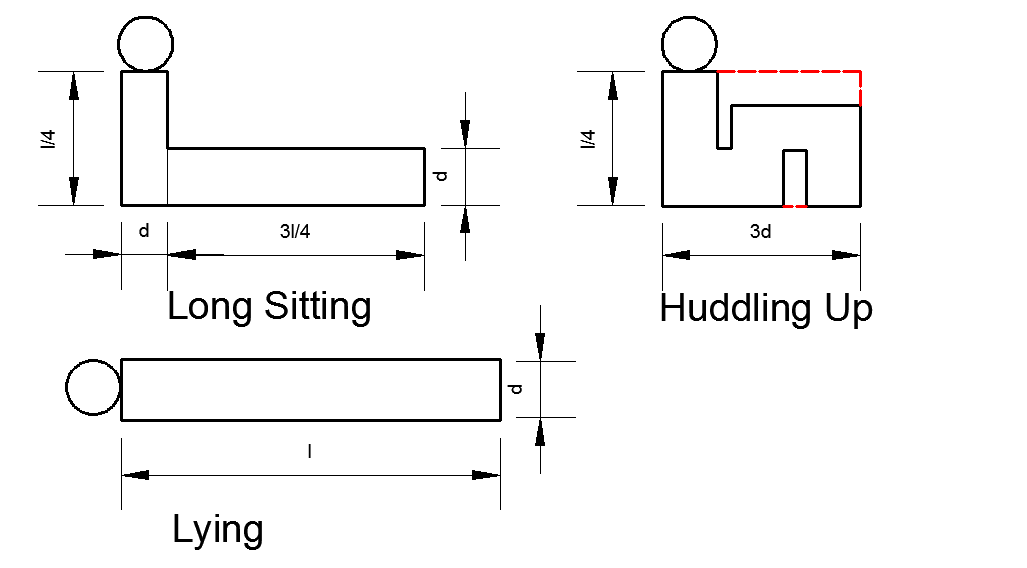 l/4
d
d
3l/4
Long Sitting
l/4
3d
Huddling Up
d
l
Lying